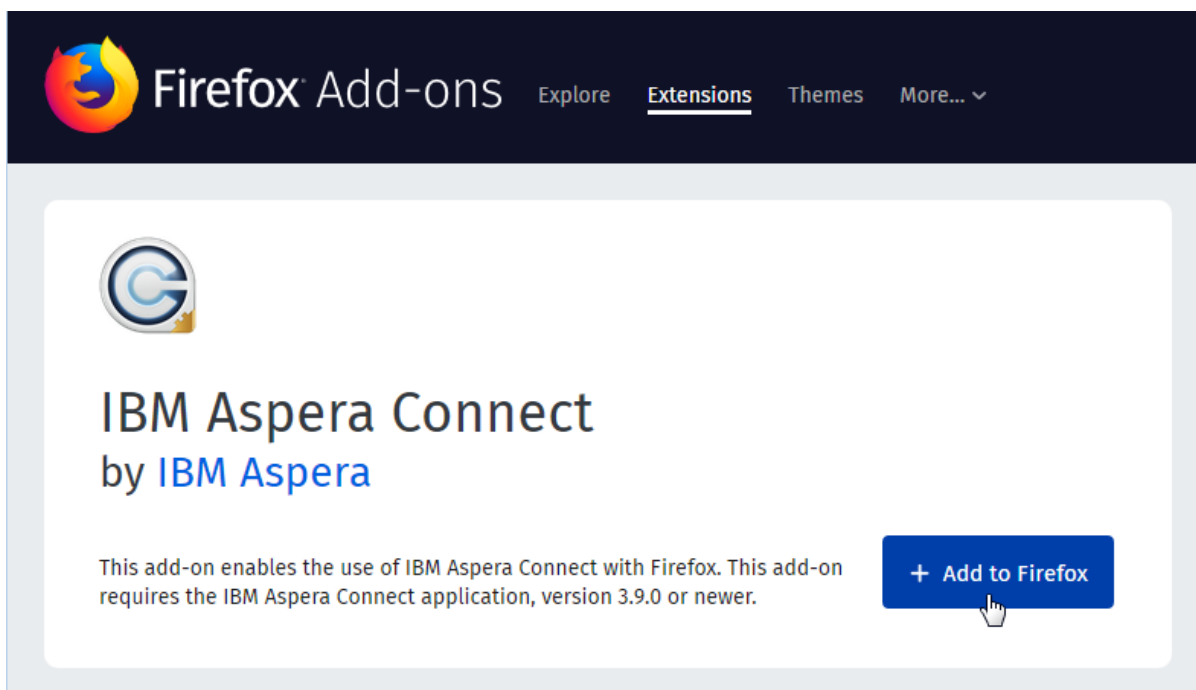 Firefox Add-ons Explore Extensions Themes More...
IBM Aspera Connect
by IBM Aspera
This add-on enables the use of IBM Aspera Connect with Firefox. This add-on
requires the IBM Aspera Connect application, version 3.9.0 or newer.
+ Add to Firefox